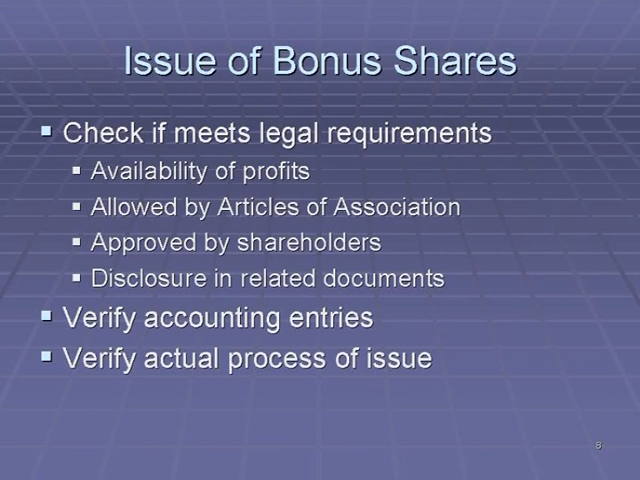 Issue of Bonus Shares
▪ Check if meets legal requirements
▪ Availability of profits
▪ Allowed by Articles of Association
▪ Approved by shareholders
▪ Disclosure in related documents
▪ Verify accounting entries
▪ Verify actual process of issue
8